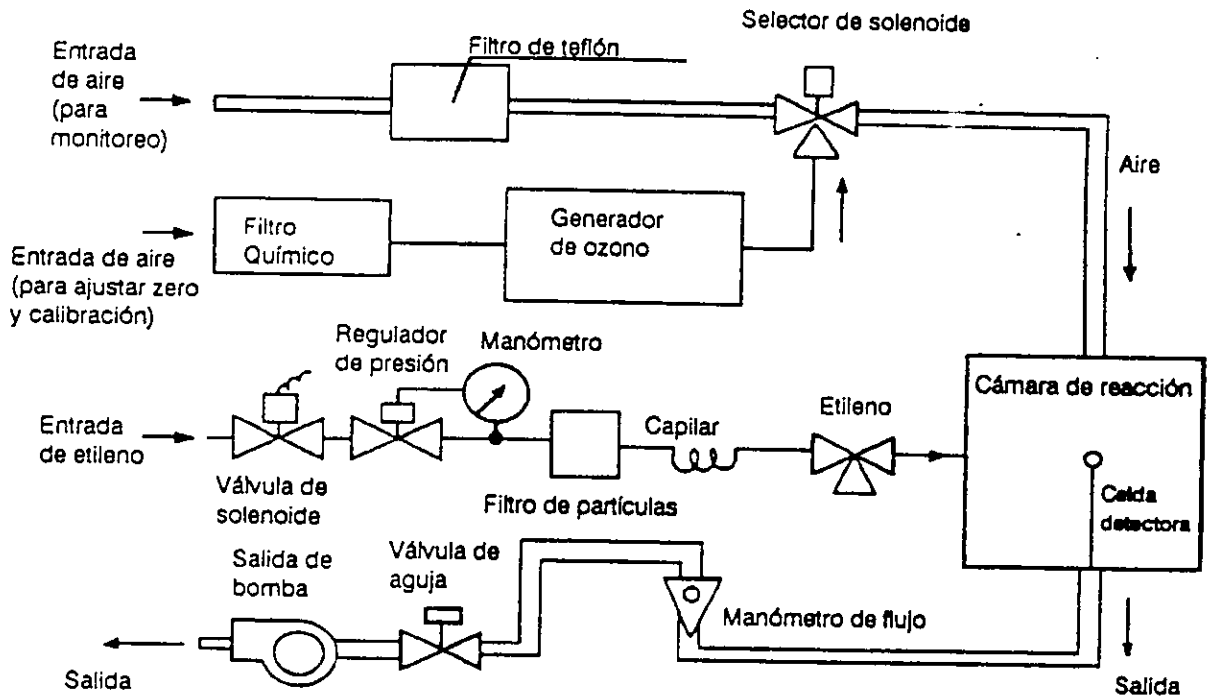 Selector de solenoide
Filtro de teflón
Entrada
de aire
(para
monitoreo)
Aire
Filtro
Químico
Generador
de ozono
Entrada de aire
(para ajustar zero
y calibración)
Regulador
de presión
Manómetro
Cámara de reacción
Etileno
Capilar
Entrada
de etileno
Celda
detectora
Válvula de
solenoide
Filtro de partículas
Salida de
bomba
Válvula de
aguja
Manómetro de flujo
Salida
Salida